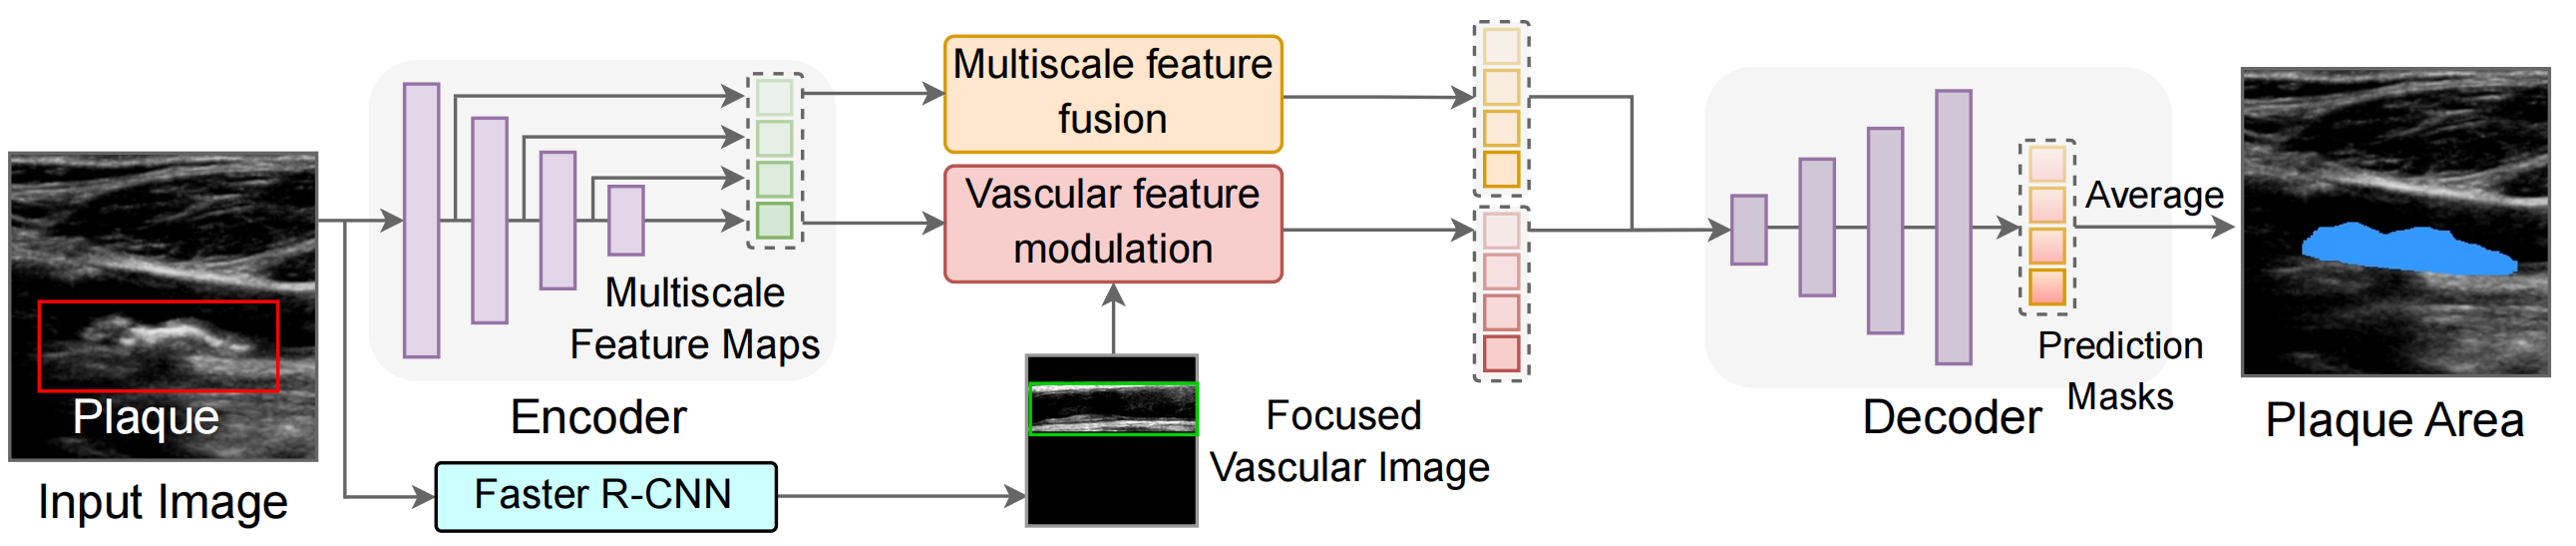 Plaque
Input Image
Multiscale
Feature Maps
Encoder
Faster R-CNN
Multiscale feature
fusion
Vascular feature
modulation
Focused
Vascular Image
Decoder
Prediction
Masks
Average
Plaque Area